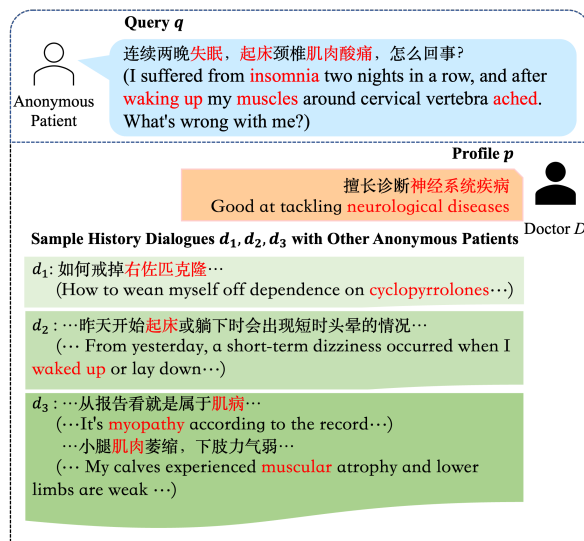 Query q
连续两晚失眠，起床颈椎肌肉酸痛，怎么回事?
(I suffered from insomnia two nights in a row, and after
waking up my muscles around cervical vertebra ached.
What's wrong with me?)
Anonymous
Patient
Profile p
擅长诊断神经系统疾病
Good at tackling neurological diseases
Doctor D
Sample History Dialogues d₁, d₂, d₃ with Other Anonymous Patients
d₁: 如何戒掉右佐匹克隆…
(How to wean myself off dependence on cyclopyrrolones…)
d₂ : …昨天开始起床或躺下时会出现短时头晕的情况…
(… From yesterday, a short-term dizziness occurred when I
waked up or lay down…)
d₃ : …从报告看就是属于肌病…
(…It's myopathy according to the record…)
…小腿肌肉萎缩，下肢力气弱…
(… My calves experienced muscular atrophy and lower
limbs are weak …)